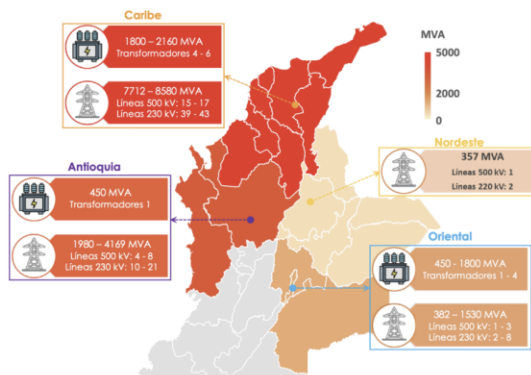 Caribe
1800 – 2160 MVA
Transformadores 4 - 6
7712 – 8580 MVA
Líneas 500 kV: 15 - 17
Líneas 230 kV: 39 - 43
MVA
5000
2000
0
Nordeste
357 MVA
Líneas 500 kV: 1
Líneas 220 kV: 2
Antioquia
450 MVA
Transformadores 1
1980 – 4169 MVA
Líneas 500 kV: 4 - 8
Líneas 230 kV: 10 - 21
Oriental
450 - 1800 MVA
Transformadores 1 - 4
382 – 1530 MVA
Líneas 500 kV: 1 - 3
Líneas 230 kV: 2 - 8